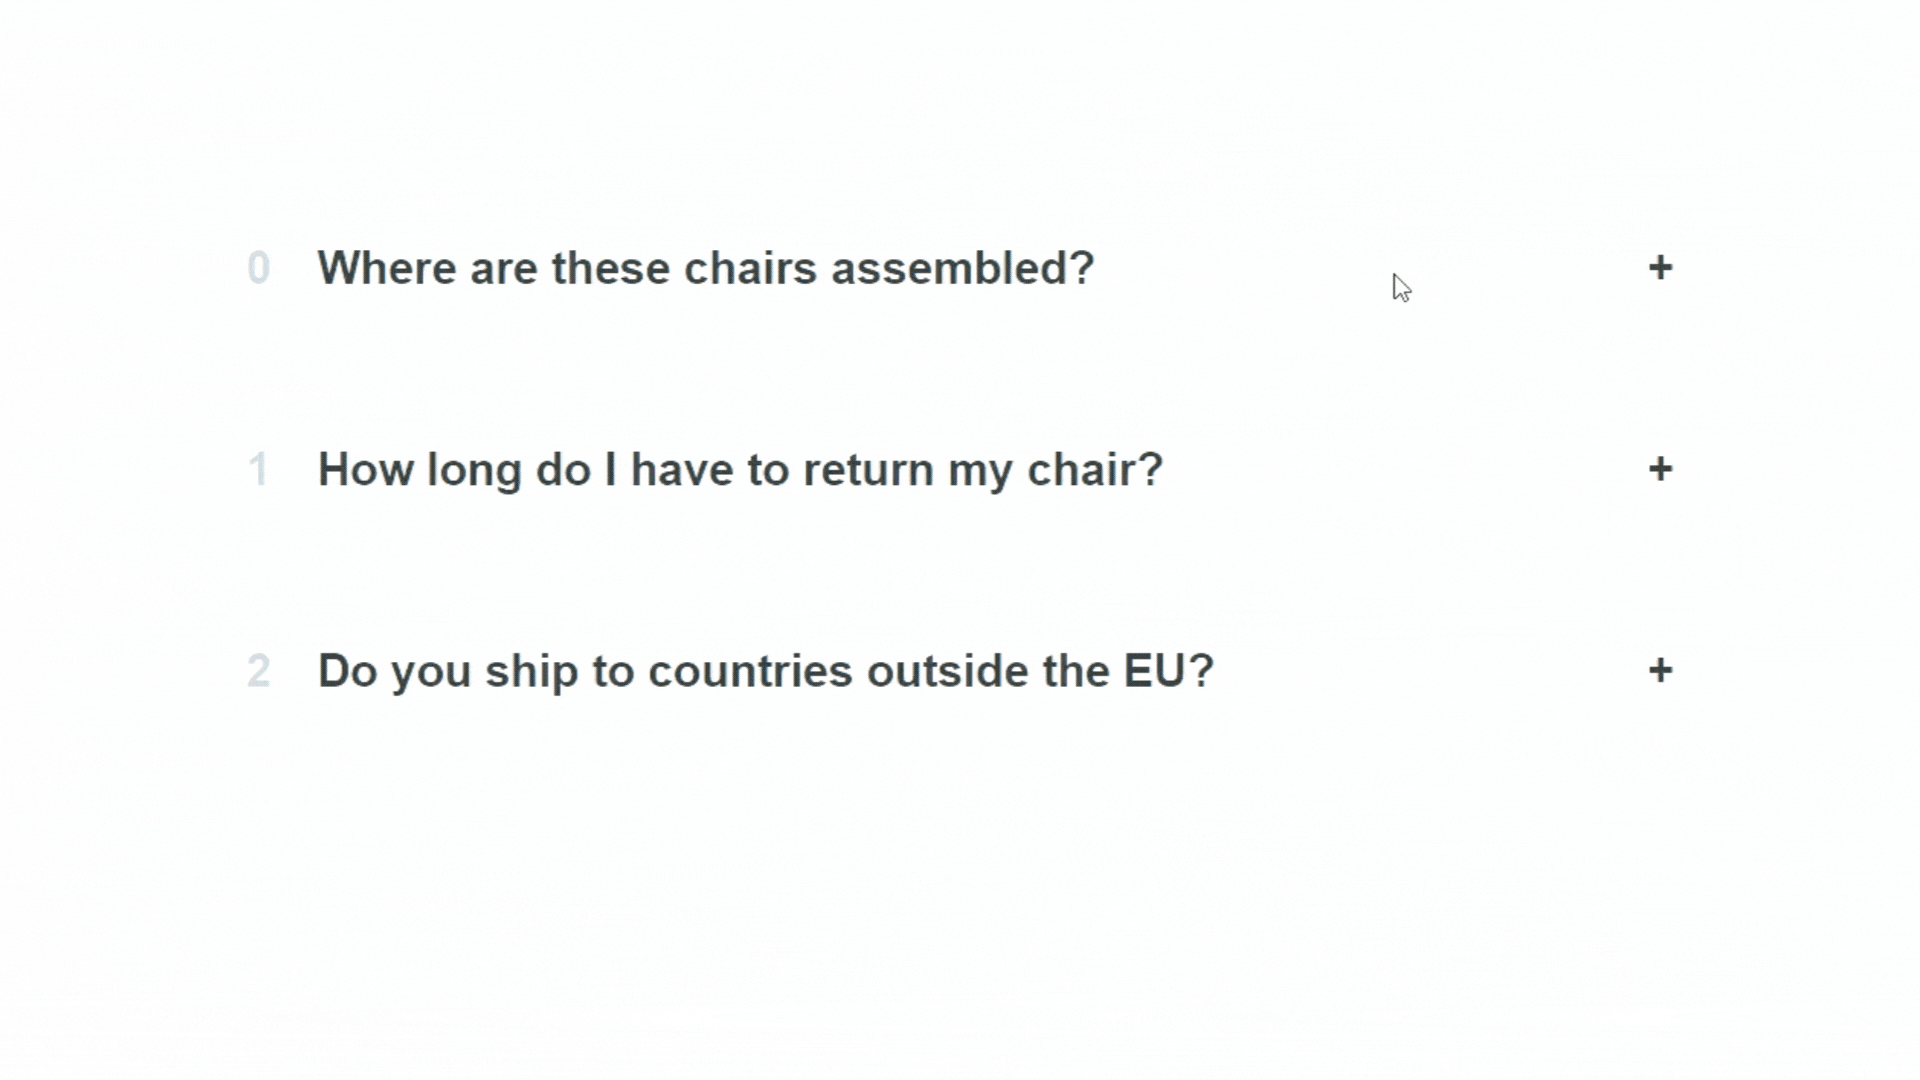 0 Where are these chairs assembled? +
1 How long do I have to return my chair? +
2 Do you ship to countries outside the EU? +